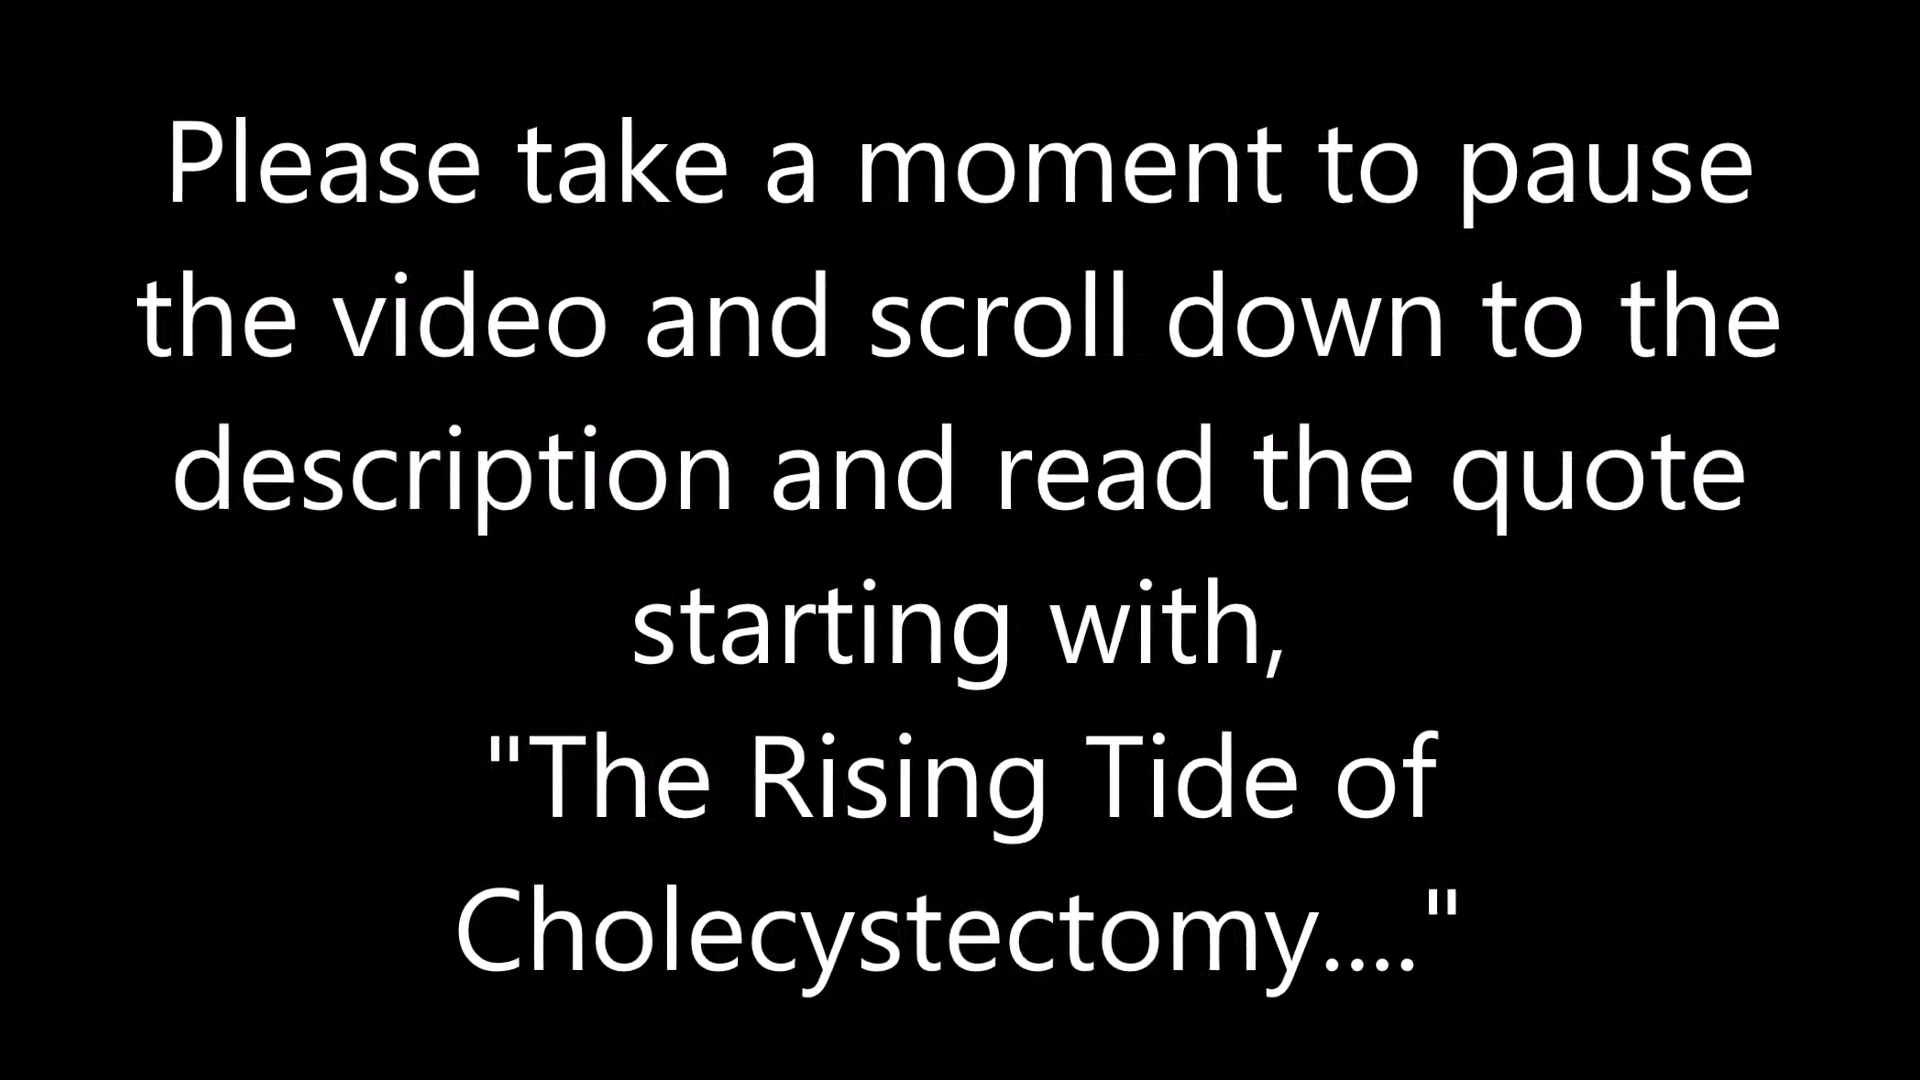 Please take a moment to pause
the video and scroll down to the
description and read the quote
starting with,
"The Rising Tide of
Cholecystectomy...."